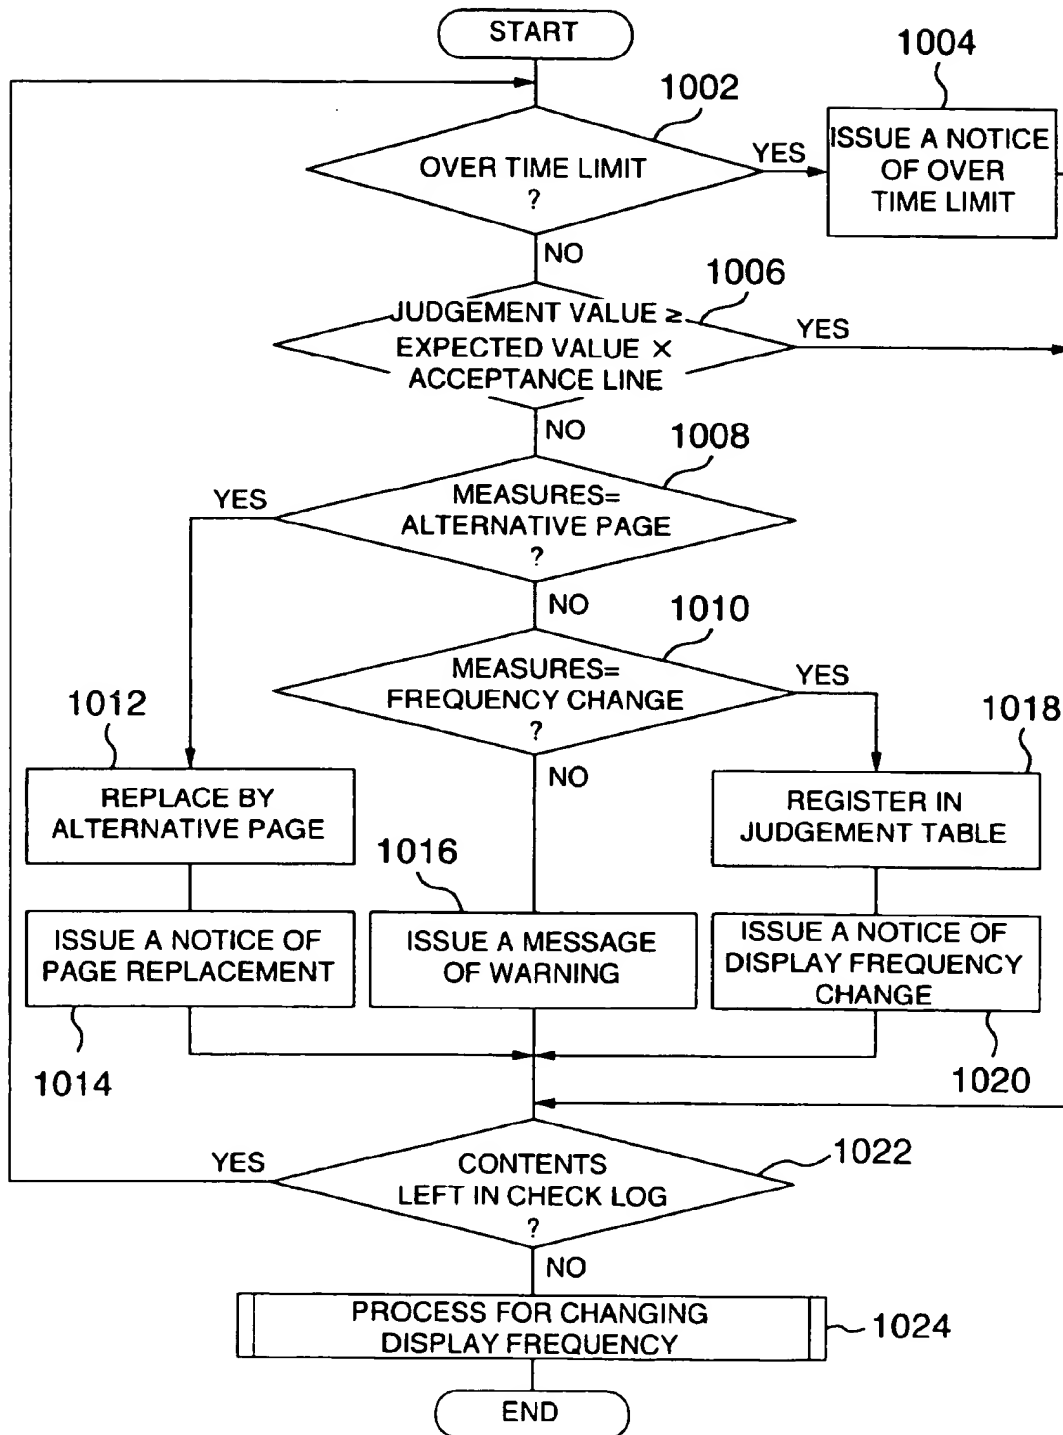 START
1004
1002
ISSUE A NOTICE
OF OVER
TIME LIMIT
OVER TIME LIMIT
?
YES
NO
1006
JUDGEMENT VALUE ≥
EXPECTED VALUE ×
ACCEPTANCE LINE
YES
NO
1008
YES
MEASURES=
ALTERNATIVE PAGE
?
NO
1010
MEASURES=
FREQUENCY CHANGE
?
YES
1012
1018
NO
REPLACE BY
ALTERNATIVE PAGE
REGISTER IN
JUDGEMENT TABLE
1016
ISSUE A NOTICE OF
PAGE REPLACEMENT
ISSUE A MESSAGE
OF WARNING
ISSUE A NOTICE OF
DISPLAY FREQUENCY
CHANGE
1014
1020
YES
CONTENTS
LEFT IN CHECK LOG
?
1022
NO
PROCESS FOR CHANGING
DISPLAY FREQUENCY
1024
END